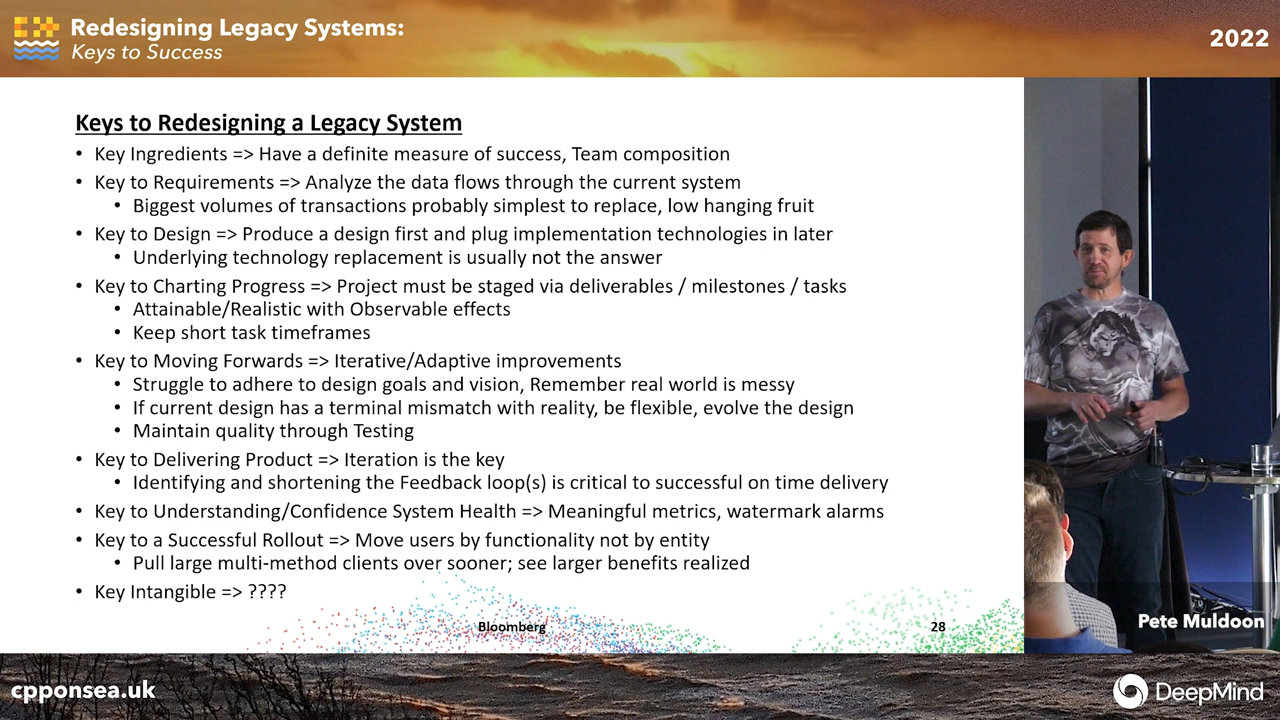 Redesigning Legacy Systems:
Keys to Success
2022
Keys to Redesigning a Legacy System
• Key Ingredients => Have a definite measure of success, Team composition
• Key to Requirements => Analyze the data flows through the current system
• Biggest volumes of transactions probably simplest to replace, low hanging fruit
• Key to Design => Produce a design first and plug implementation technologies in later
• Underlying technology replacement is usually not the answer
• Key to Charting Progress => Project must be staged via deliverables / milestones / tasks
• Attainable/Realistic with Observable effects
• Keep short task timeframes
• Key to Moving Forwards => Iterative/Adaptive improvements
• Struggle to adhere to design goals and vision, Remember real world is messy
• If current design has a terminal mismatch with reality, be flexible, evolve the design
• Maintain quality through Testing
• Key to Delivering Product => Iteration is the key
• Identifying and shortening the Feedback loop(s) is critical to successful on time delivery
• Key to Understanding/Confidence System Health => Meaningful metrics, watermark alarms
• Key to a Successful Rollout => Move users by functionality not by entity
• Pull large multi-method clients over sooner; see larger benefits realized
• Key Intangible => ????
Bloomberg
28
Pete Muldoon
cpponsea.uk
DeepMind